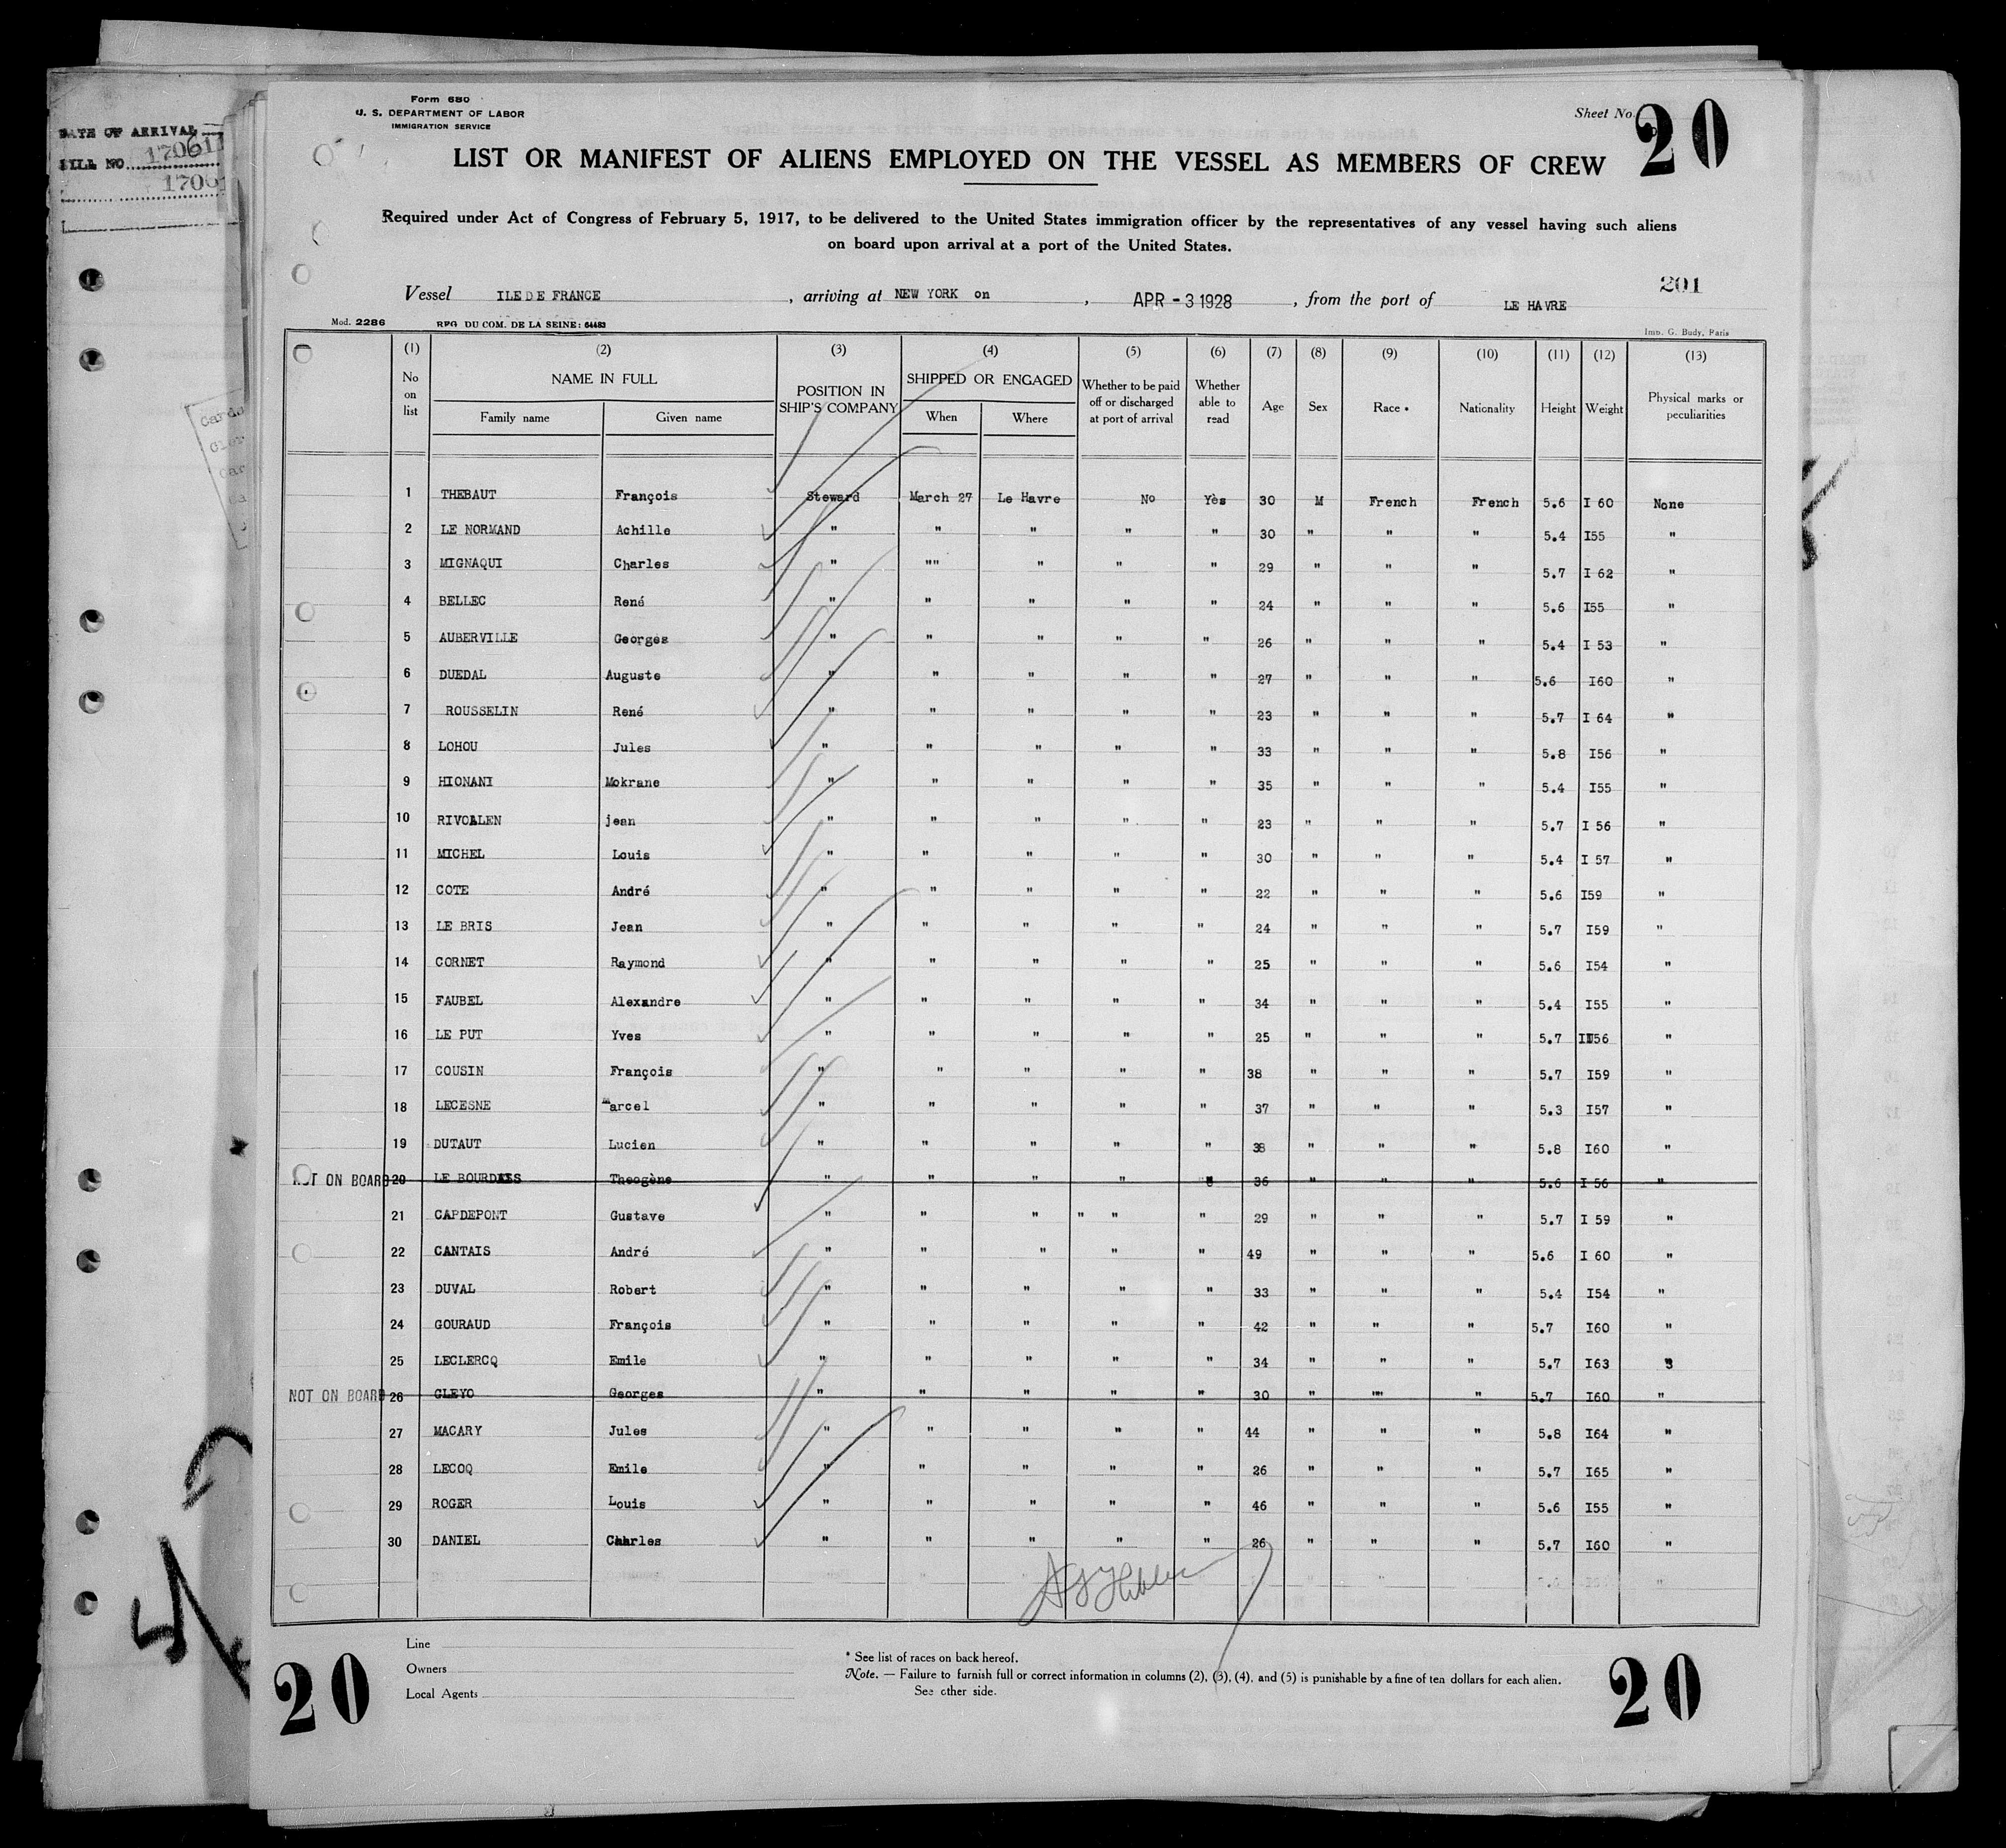 Form 680
U. S. DEPARTMENT OF LABOR
IMMIGRATION SERVICE
Sheet No.
20
DATE OF ARRIVAL
BILL NO.
LIST OR MANIFEST OF ALIENS EMPLOYED ON THE VESSEL AS MEMBERS OF CREW
Required under Act of Congress of February 5, 1917, to be delivered to the United States immigration officer by the representatives of any vessel having such aliens
on board upon arrival at a port of the United States.
201
Vessel ILE DE FRANCE , arriving at NEW YORK on , APR - 3 1928 , from the port of LE HAVRE
Mod. 2286 REG DU COM. DE LA SEINE: 64483 Imp. G. Budy, Paris
(1) (2) (3) (4) (5) (6) (7) (8) (9) (10) (11) (12) (13)
No on list NAME IN FULL Family name Given name POSITION IN SHIP'S COMPANY SHIPPED OR ENGAGED When Where Whether to be paid off or discharged at port of arrival Whether able to read Age Sex Race * Nationality Height Weight Physical marks or peculiarities
1 THEBAUT François Steward March 27 Le Havre No Yès 30 M French French 5.6 I 60 None
2 LE NORMAND Achille " " " " " 30 " " " 5.4 I55 "
3 MIGNAQUI Charles " "" " " " 29 " " " 5.7 I 62 "
4 BELLEC René " " " " " 24 " " " 5.6 I55 "
5 AUBERVILLE Georges " " " " " 26 " " " 5.4 I 53 "
6 DUEDAL Auguste " " " " " 27 " " " 5.6 I60 "
7 ROUSSELIN René " " " " " 23 " " " 5.7 I 64 "
8 LOHOU Jules " " " " " 33 " " " 5.8 I56 "
9 HIONANI Mokrane " " " " " 35 " " " 5.4 I55 "
10 RIVOALEN jean " " " " " 23 " " " 5.7 I 56 "
11 MICHEL Louis " " " " " 30 " " " 5.4 I 57 "
12 COTE André " " " " " 22 " " " 5.6 I59 "
13 LE BRIS Jean " " " " " 24 " " " 5.7 I59 "
14 CORNET Raymond " " " " " 25 " " " 5.6 I54 "
15 FAUBEL Alexandre " " " " " 34 " " " 5.4 I55 "
16 LE PUT Yves " " " " " 25 " " " 5.7 I56 "
17 COUSIN François " " " " " 38 " " " 5.7 I59 "
18 LECESNE Marcel " " " " " 37 " " " 5.3 I57 "
19 DUTAUT Lucien " " " " " 38 " " " 5.8 I60 "
NOT ON BOARD 20 LE BOURDAIS Theogène " " " " " 36 " " " 5.6 I 56 "
21 CAPDEPONT Gustave " " " " " " 29 " " " 5.7 I 59 "
22 CANTAIS André " " " " " 49 " " " 5.6 I 60 "
23 DUVAL Robert " " " " " 33 " " " 5.4 I54 "
24 GOURAUD François " " " " " 42 " " " 5.7 I60 "
25 LECLERCQ Emile " " " " " 34 " " " 5.7 I63 "
NOT ON BOARD 26 GLEYO Georges " " " " " 30 " "" " 5.7 I60 "
27 MACARY Jules " " " " " 44 " " " 5.8 I64 "
28 LECOQ Emile " " " " " 26 " " " 5.7 I65 "
29 ROGER Louis " " " " " 46 " " " 5.6 I55 "
30 DANIEL Charles " " " " " 26 " " " 5.7 I60 "
Line
Owners
Local Agents
* See list of races on back hereof.
Note. — Failure to furnish full or correct information in columns (2), (3), (4), and (5) is punishable by a fine of ten dollars for each alien.
See other side.
20
20